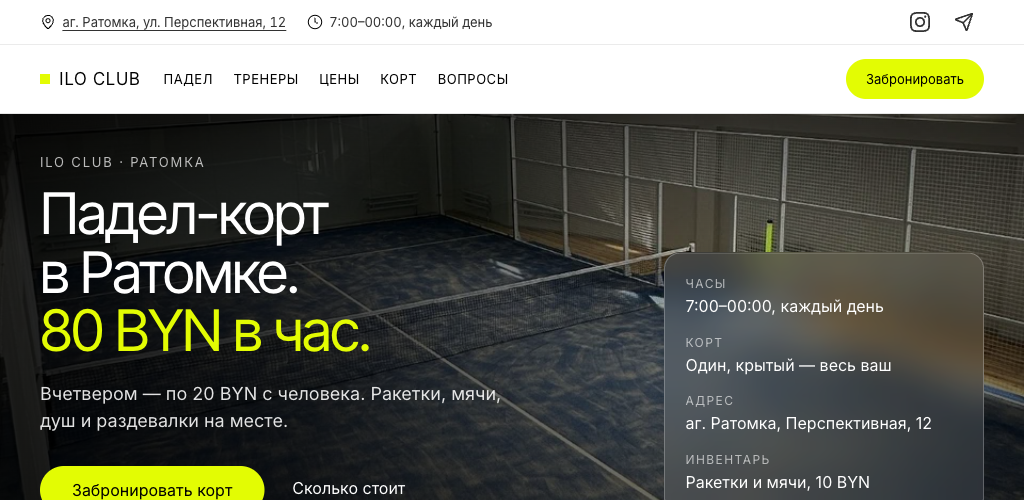 аг. Ратомка, ул. Перспективная, 12
7:00–00:00, каждый день
ILO CLUB
ПАДЕЛ
ТРЕНЕРЫ
ЦЕНЫ
КОРТ
ВОПРОСЫ
Забронировать
ILO CLUB · РАТОМКА
Падел-корт
в Ратомке.
80 BYN в час.
Вчетвером — по 20 BYN с человека. Ракетки, мячи,
душ и раздевалки на месте.
Забронировать корт
Сколько стоит
ЧАСЫ
7:00–00:00, каждый день
КОРТ
Один, крытый — весь ваш
АДРЕС
аг. Ратомка, Перспективная, 12
ИНВЕНТАРЬ
Ракетки и мячи, 10 BYN